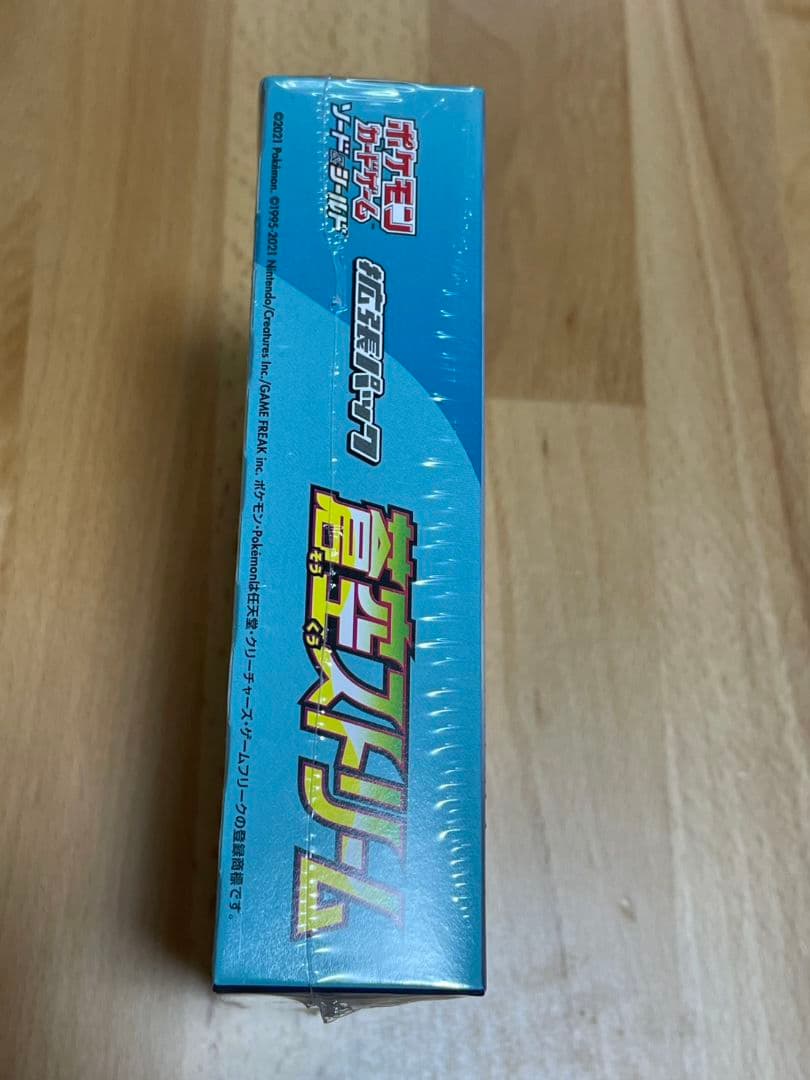 ポケモン
カードゲーム™
ソード&シールド
拡張パック
蒼空ストリーム
そう くう
©2021 Pokémon. ©1995-2021 Nintendo/Creatures Inc./GAME FREAK inc. ポケモン・Pokémonは任天堂・クリーチャーズ・ゲームフリークの登録商標です。